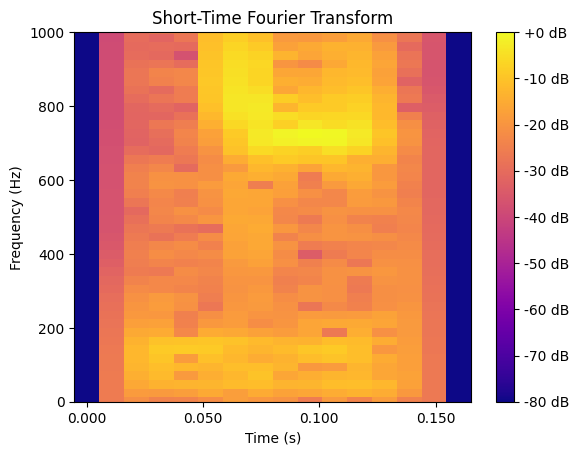 Short-Time Fourier Transform
1000
800
600
400
200
0
Frequency (Hz)
0.000
0.050
0.100
0.150
Time (s)
+0 dB
-10 dB
-20 dB
-30 dB
-40 dB
-50 dB
-60 dB
-70 dB
-80 dB